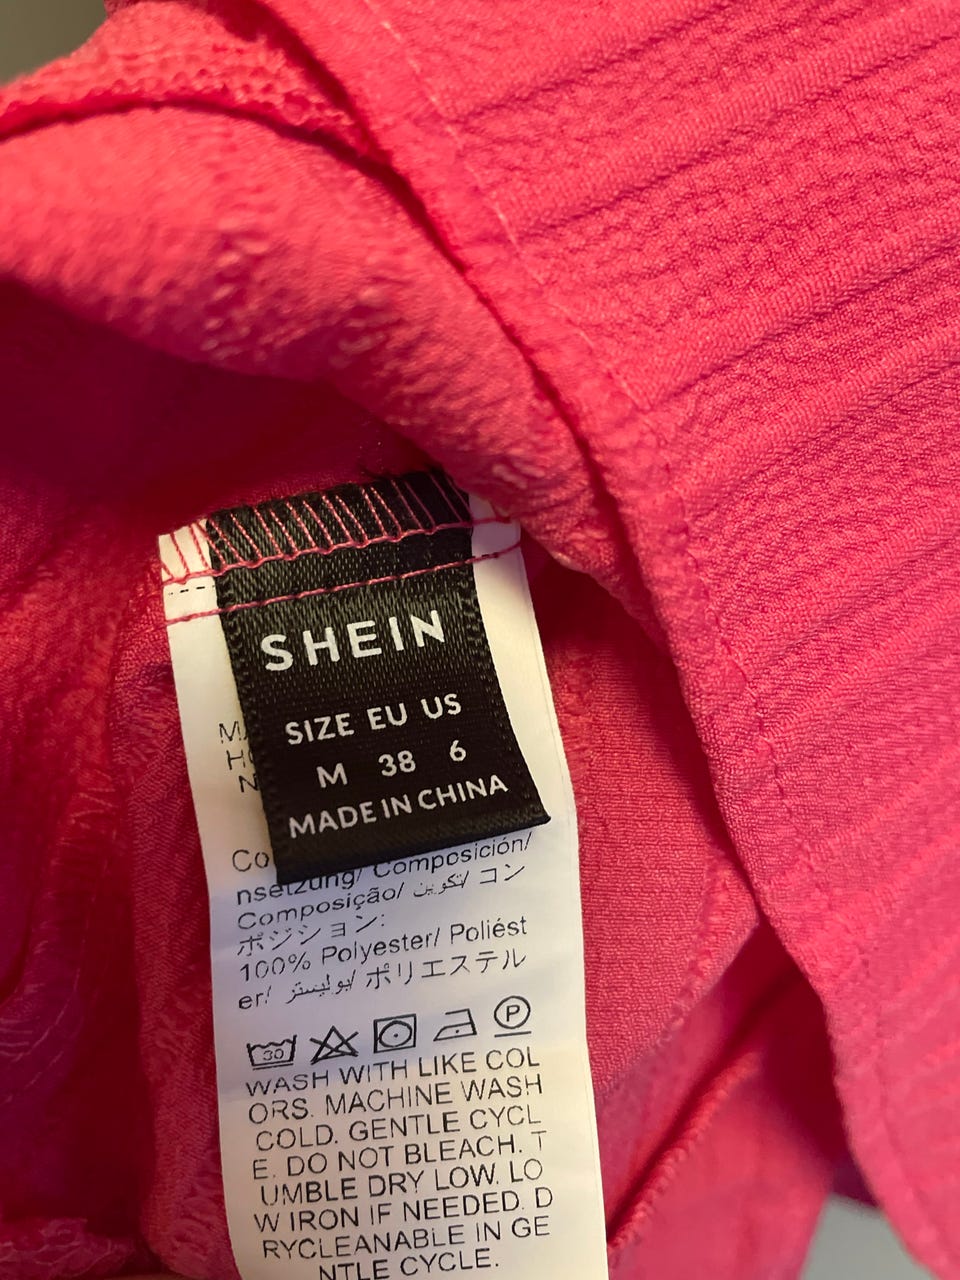 SHEIN
SIZE EU US
M 38 6
MADE IN CHINA
nsetzung/ Composición/
Composição/ تكوين/ コン
ポジション:
100% Polyester/ Poliést
er/ بوليستر/ ポリエステル
30
P
WASH WITH LIKE COL
ORS. MACHINE WASH
COLD. GENTLE CYCL
E. DO NOT BLEACH. T
UMBLE DRY LOW. LO
W IRON IF NEEDED. D
RYCLEANABLE IN GE
NTLE CYCLE.